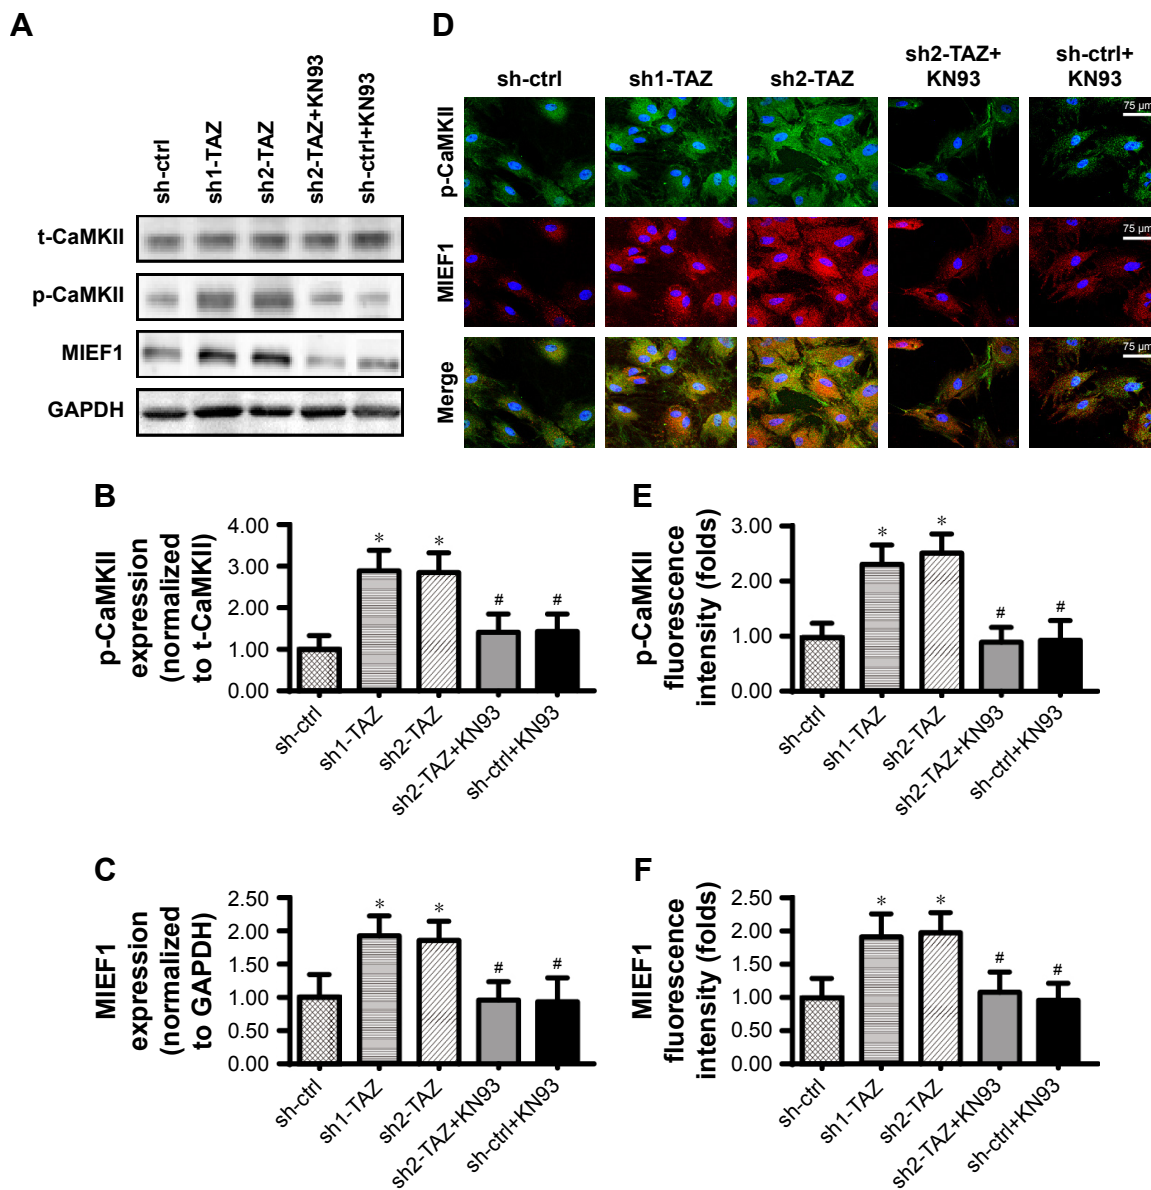 A
sh-ctrl
sh1-TAZ
sh2-TAZ
sh2-TAZ+KN93
sh-ctrl+KN93
t-CaMKII
p-CaMKII
MIEF1
GAPDH
D
sh-ctrl
sh1-TAZ
sh2-TAZ
sh2-TAZ+
KN93
sh-ctrl+
KN93
p-CaMKII
75 μm
MIEF1
75 μm
Merge
75 μm
B
p-CaMKII
expression
(normalized
to t-CaMKII)
4.00
3.00
2.00
1.00
0.00
*
*
#
#
sh-ctrl
sh1-TAZ
sh2-TAZ
sh2-TAZ+KN93
sh-ctrl+KN93
E
p-CaMKII
fluorescence
intensity (folds)
3.00
2.00
1.00
0.00
*
*
#
#
sh-ctrl
sh1-TAZ
sh2-TAZ
sh2-TAZ+KN93
sh-ctrl+KN93
C
MIEF1
expression
(normalized
to GAPDH)
2.50
2.00
1.50
1.00
0.50
0.00
*
*
#
#
sh-ctrl
sh1-TAZ
sh2-TAZ
sh2-TAZ+KN93
sh-ctrl+KN93
F
MIEF1
fluorescence
intensity (folds)
2.50
2.00
1.50
1.00
0.50
0.00
*
*
#
#
sh-ctrl
sh1-TAZ
sh2-TAZ
sh2-TAZ+KN93
sh-ctrl+KN93